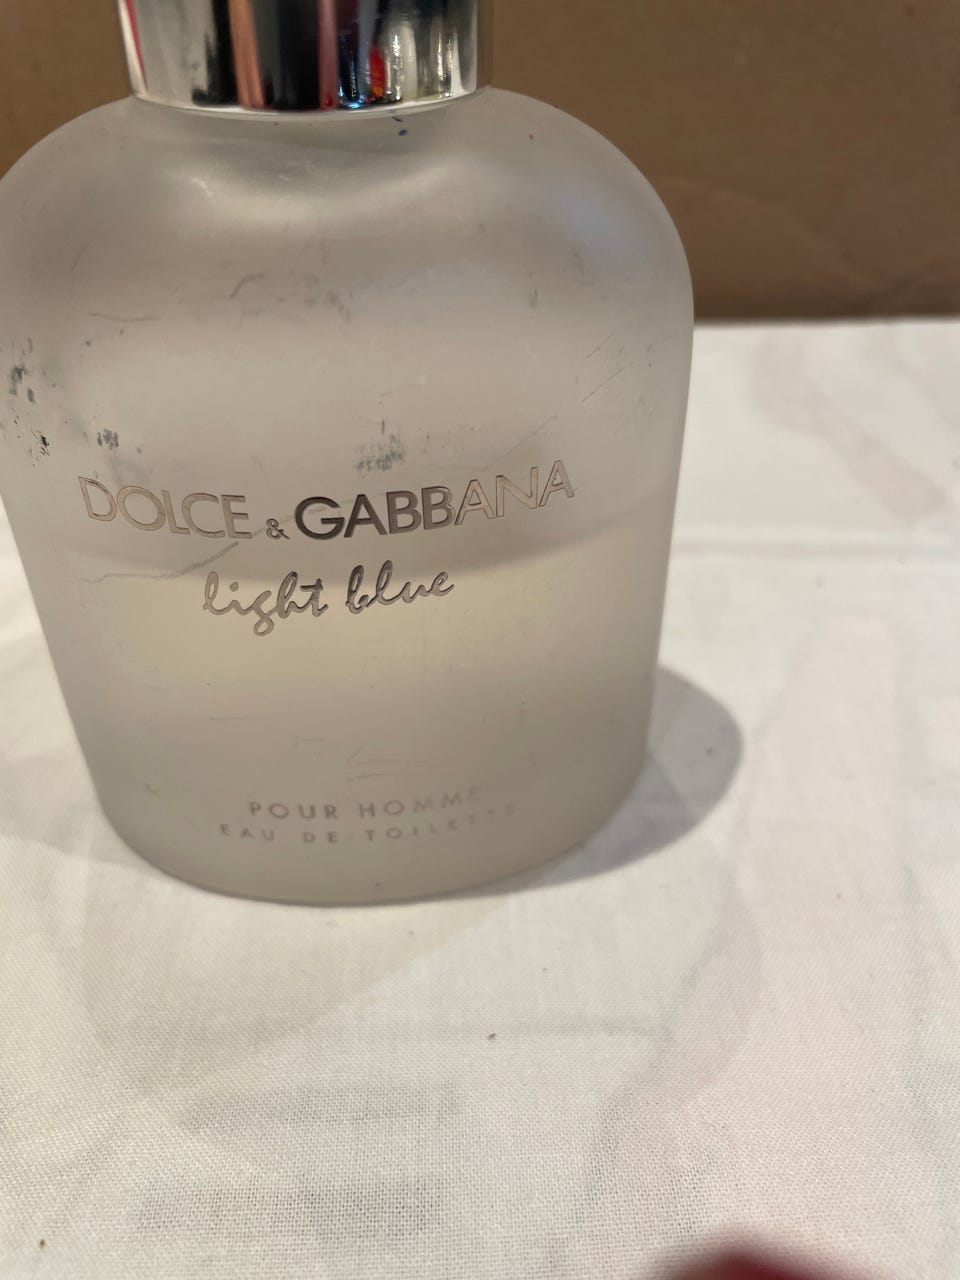 DOLCE & GABBANA
light blue
POUR HOMME
EAU DE TOILETTE